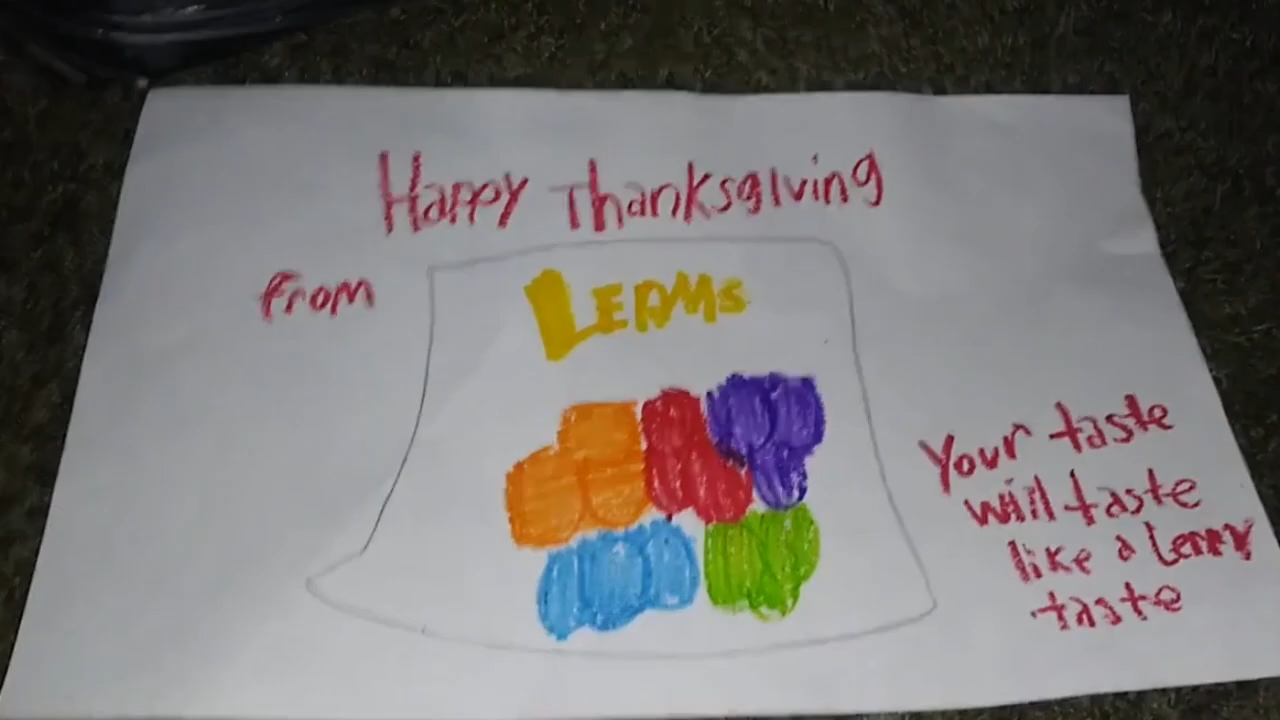 Happy Thanksgiving
From
LEAMS
Your taste
will taste
like a Lenny
taste